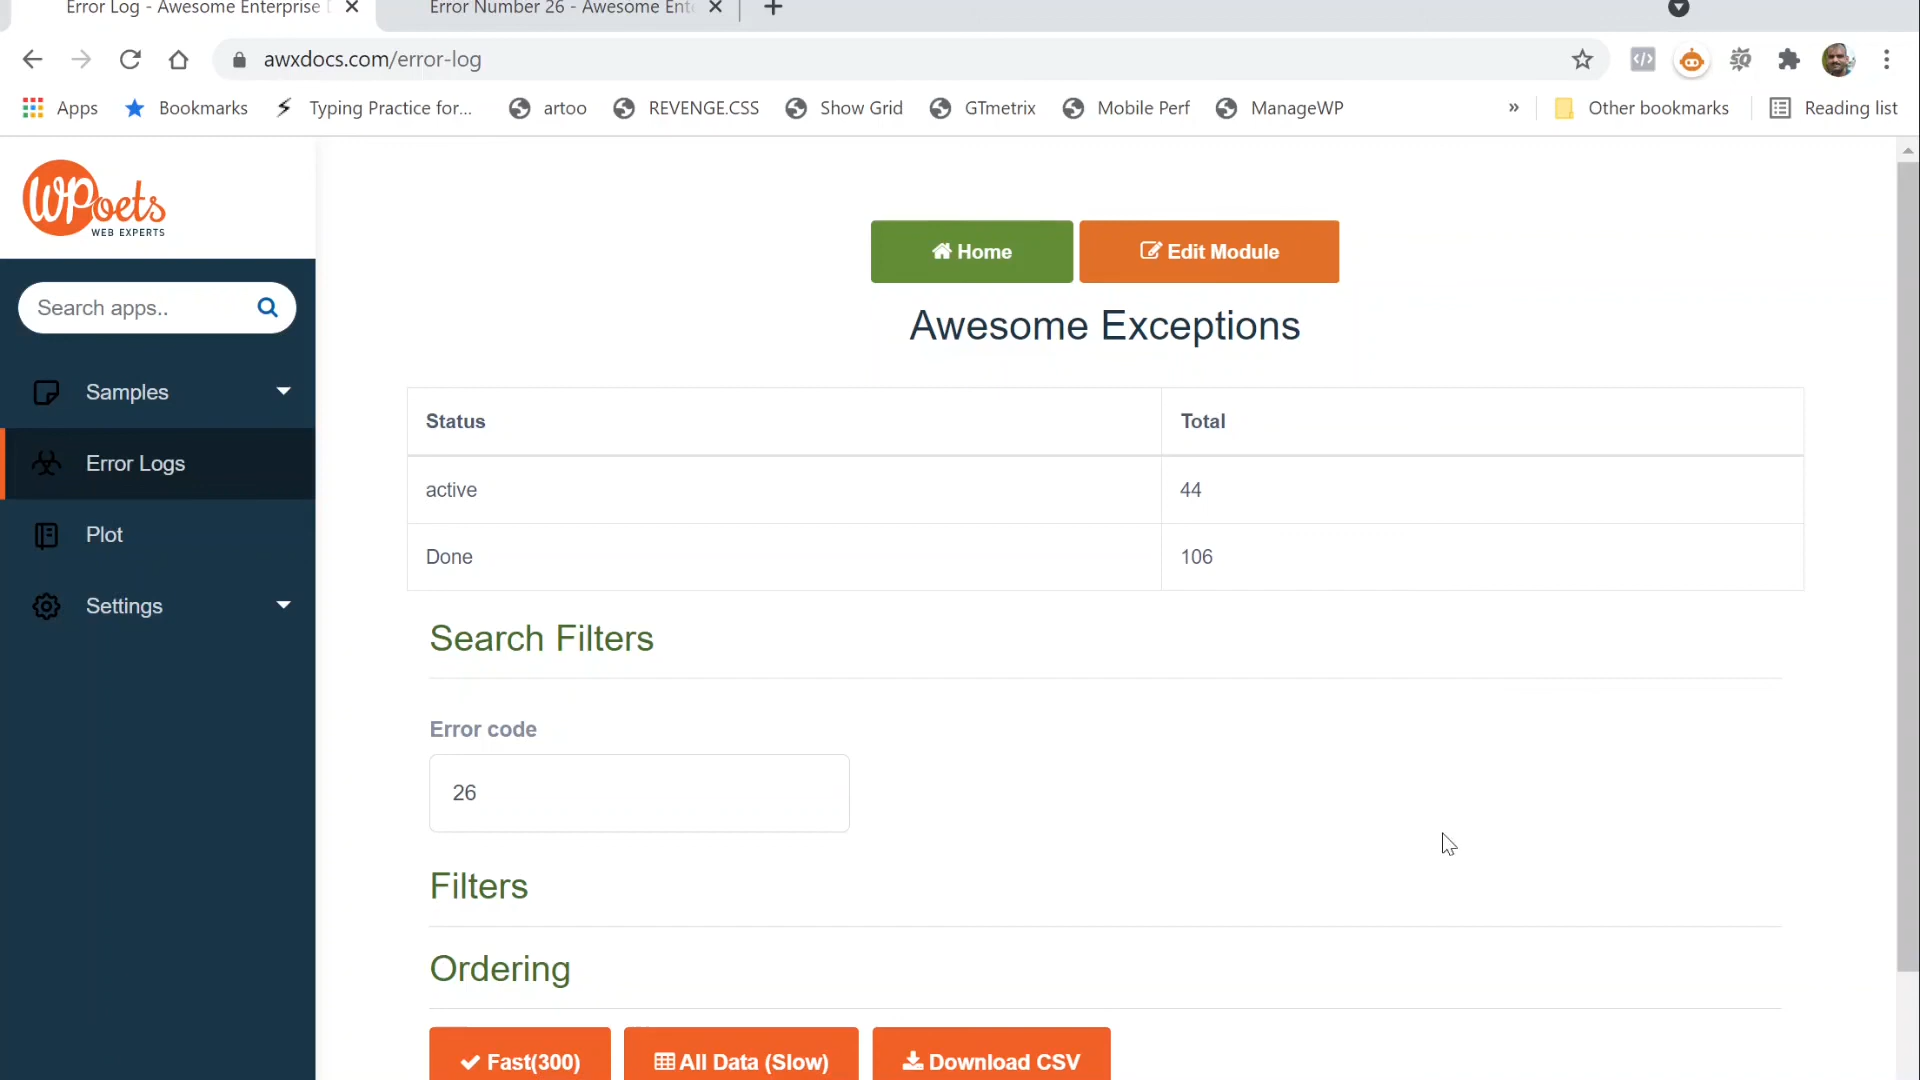 Error Log - Awesome Enterprise
Error Number 26 - Awesome Ent
awxdocs.com/error-log
Apps
Bookmarks
Typing Practice for...
artoo
REVENGE.CSS
Show Grid
GTmetrix
Mobile Perf
ManageWP
»
Other bookmarks
Reading list
WPoets
WEB EXPERTS
Search apps..
Samples
Error Logs
Plot
Settings
Home
Edit Module
Awesome Exceptions
Status Total
active 44
Done 106
Search Filters
Error code
26
Filters
Ordering
Fast(300)
All Data (Slow)
Download CSV